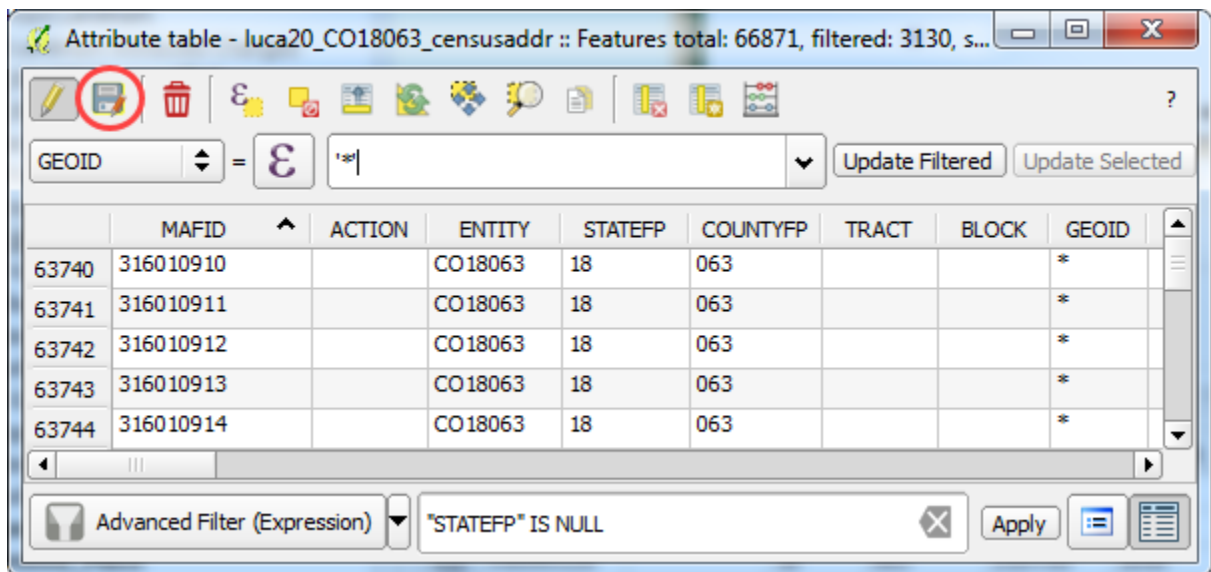 Attribute table - luca20_CO18063_censusaddr :: Features total: 66871, filtered: 3130, s...
?
GEOID = ε '*' Update Filtered Update Selected
MAFID ACTION ENTITY STATEFP COUNTYFP TRACT BLOCK GEOID
63740 316010910 CO18063 18 063 *
63741 316010911 CO18063 18 063 *
63742 316010912 CO18063 18 063 *
63743 316010913 CO18063 18 063 *
63744 316010914 CO18063 18 063 *
Advanced Filter (Expression) "STATEFP" IS NULL Apply